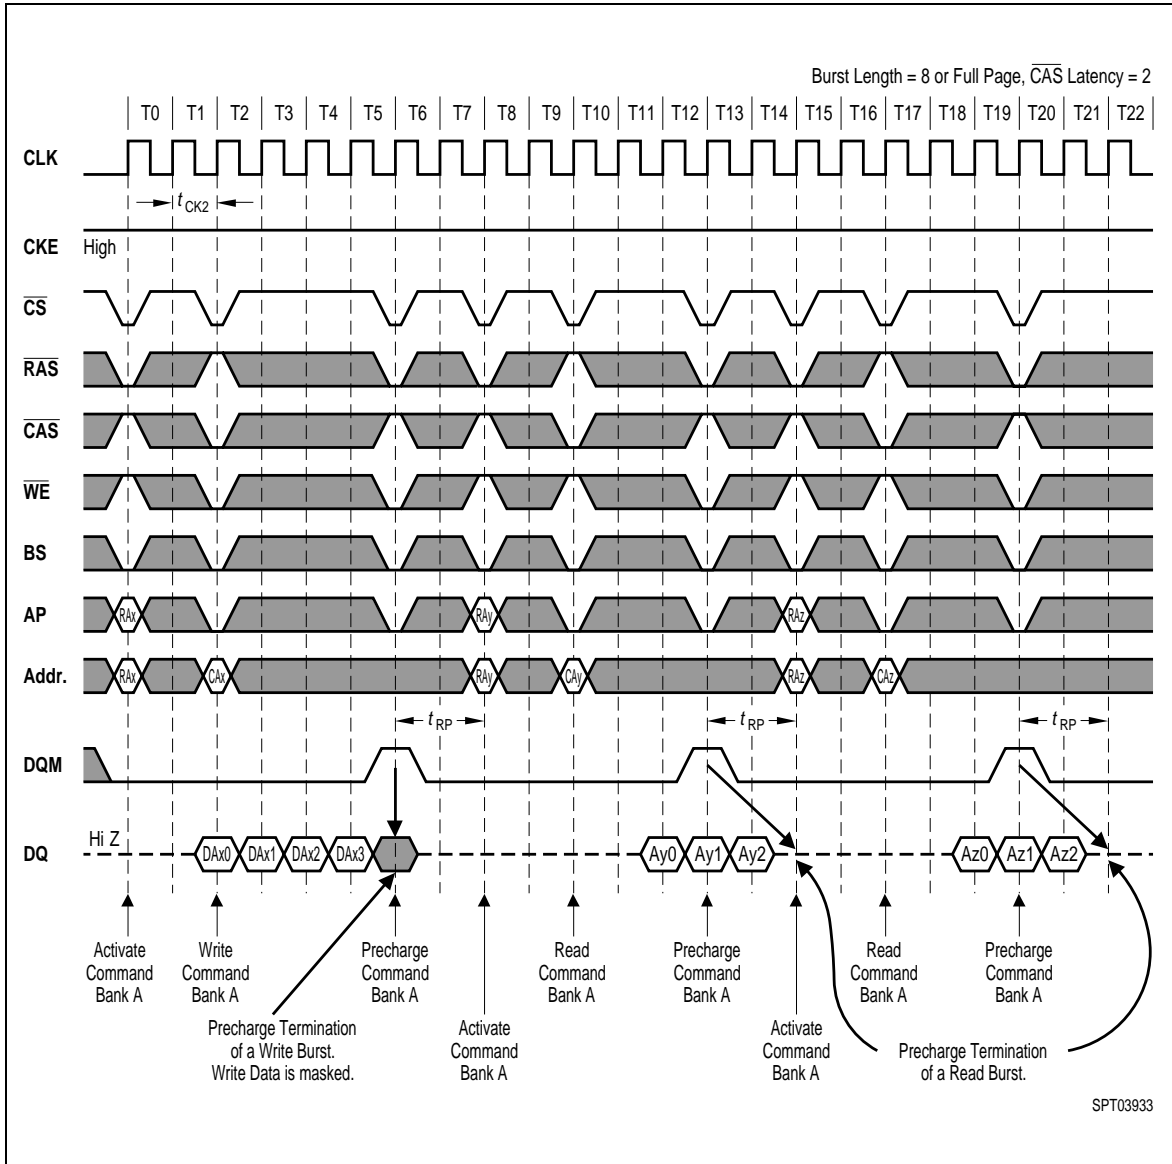 Burst Length = 8 or Full Page, CAS Latency = 2
T0 T1 T2 T3 T4 T5 T6 T7 T8 T9 T10 T11 T12 T13 T14 T15 T16 T17 T18 T19 T20 T21 T22
CLK
t CK2
CKE High
CS
RAS
CAS
WE
BS
AP RAx RAy RAz
Addr. RAx CAx RAy CAy RAz CAz
t RP t RP t RP
DQM
Hi Z
DQ DAx0 DAx1 DAx2 DAx3 Ay0 Ay1 Ay2 Az0 Az1 Az2
Activate Write Precharge Read Precharge Read Precharge
Command Command Command Command Command Command Command
Bank A Bank A Bank A Bank A Bank A Bank A Bank A
Precharge Termination
of a Write Burst.
Write Data is masked.
Activate
Command
Bank A
Activate
Command
Bank A
Precharge Termination
of a Read Burst.
SPT03933